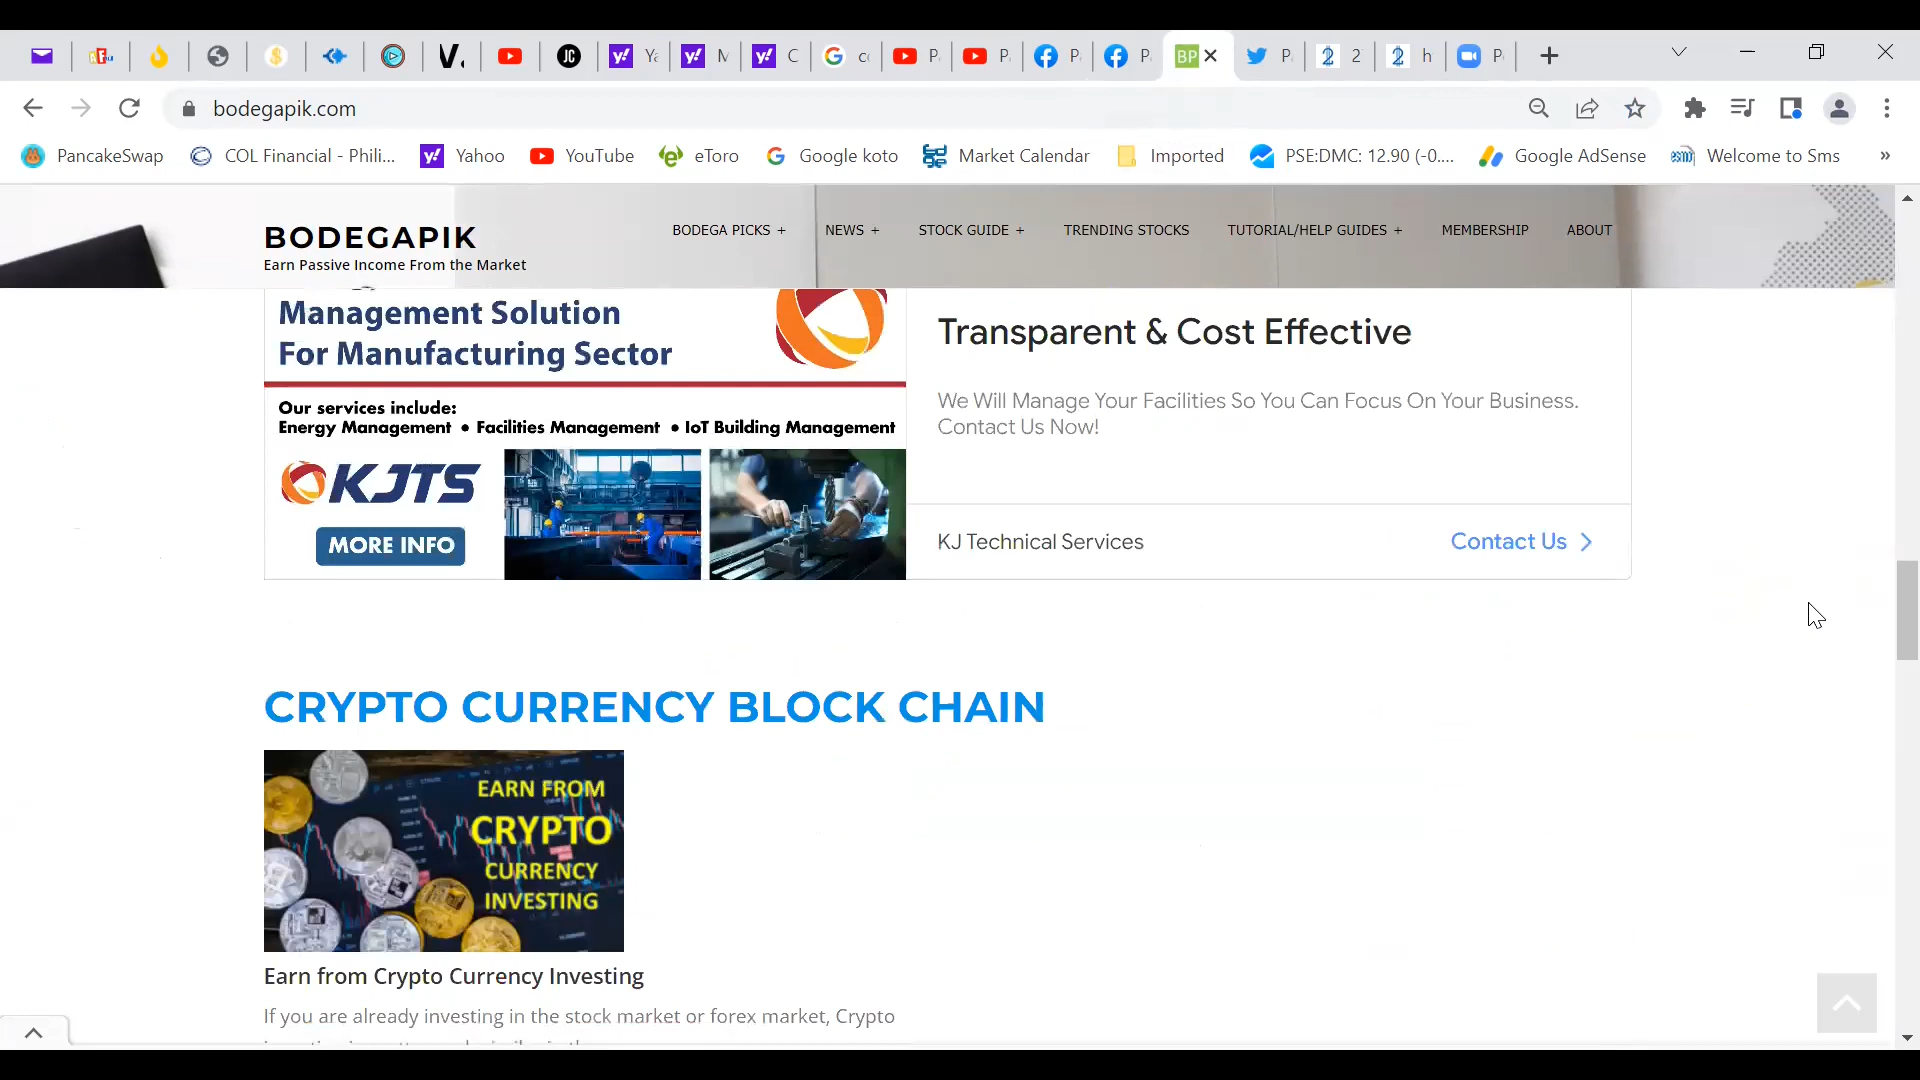 Y
M
C
c
P
P
P
P
BP
P
2
h
P
bodegapik.com
PancakeSwap
COL Financial - Phili...
Yahoo
YouTube
eToro
Google koto
Market Calendar
Imported
PSE:DMC: 12.90 (-0....
Google AdSense
Welcome to Sms
»
BODEGAPIK
Earn Passive Income From the Market
BODEGA PICKS +
NEWS +
STOCK GUIDE +
TRENDING STOCKS
TUTORIAL/HELP GUIDES +
MEMBERSHIP
ABOUT
Management Solution
For Manufacturing Sector
Our services include:
Energy Management • Facilities Management • IoT Building Management
KJTS
MORE INFO
Transparent & Cost Effective
We Will Manage Your Facilities So You Can Focus On Your Business.
Contact Us Now!
KJ Technical Services
Contact Us
CRYPTO CURRENCY BLOCK CHAIN
EARN FROM
CRYPTO
CURRENCY
INVESTING
Earn from Crypto Currency Investing
If you are already investing in the stock market or forex market, Crypto